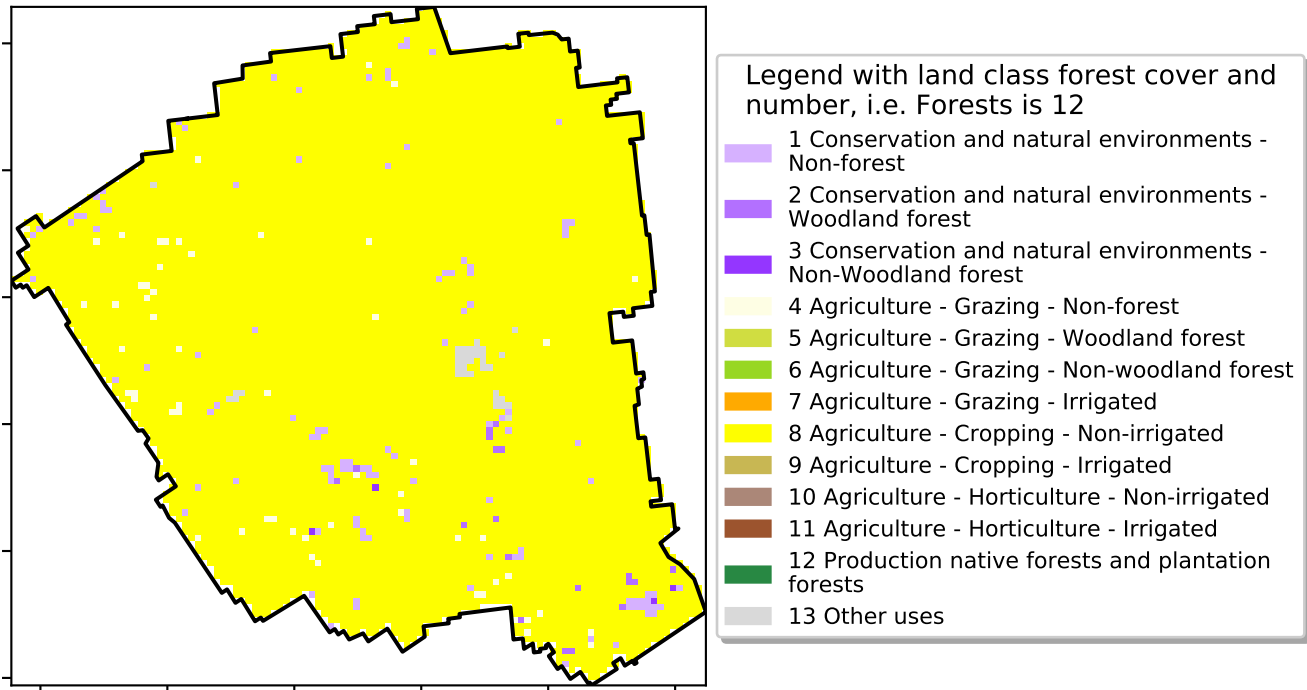 Legend with land class forest cover and
number, i.e. Forests is 12
1 Conservation and natural environments -
Non-forest
2 Conservation and natural environments -
Woodland forest
3 Conservation and natural environments -
Non-Woodland forest
4 Agriculture - Grazing - Non-forest
5 Agriculture - Grazing - Woodland forest
6 Agriculture - Grazing - Non-woodland forest
7 Agriculture - Grazing - Irrigated
8 Agriculture - Cropping - Non-irrigated
9 Agriculture - Cropping - Irrigated
10 Agriculture - Horticulture - Non-irrigated
11 Agriculture - Horticulture - Irrigated
12 Production native forests and plantation
forests
13 Other uses